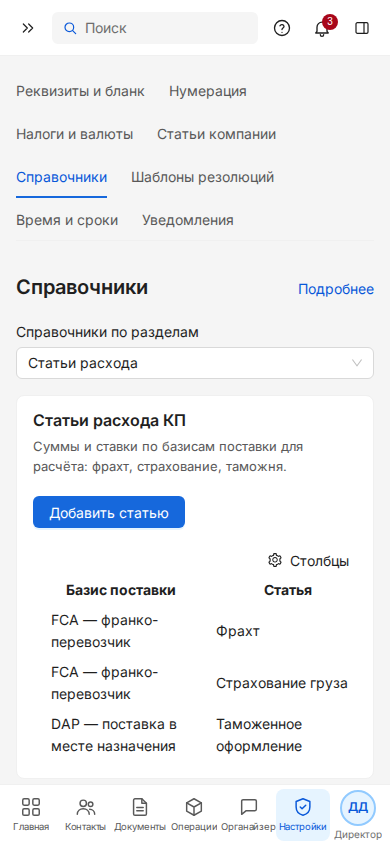 Поиск
3
Реквизиты и бланк Нумерация
Налоги и валюты Статьи компании
Справочники Шаблоны резолюций
Время и сроки Уведомления
Справочники Подробнее
Справочники по разделам
Статьи расхода
Статьи расхода КП
Суммы и ставки по базисам поставки для
расчёта: фрахт, страхование, таможня.
Добавить статью
Столбцы
Базис поставки Статья
FCA — франко-
перевозчик
Фрахт
FCA — франко-
перевозчик
Страхование груза
DAP — поставка в
месте назначения
Таможенное
оформление
Главная Контакты Документы Операции Органайзер Настройки
ДД
Директор